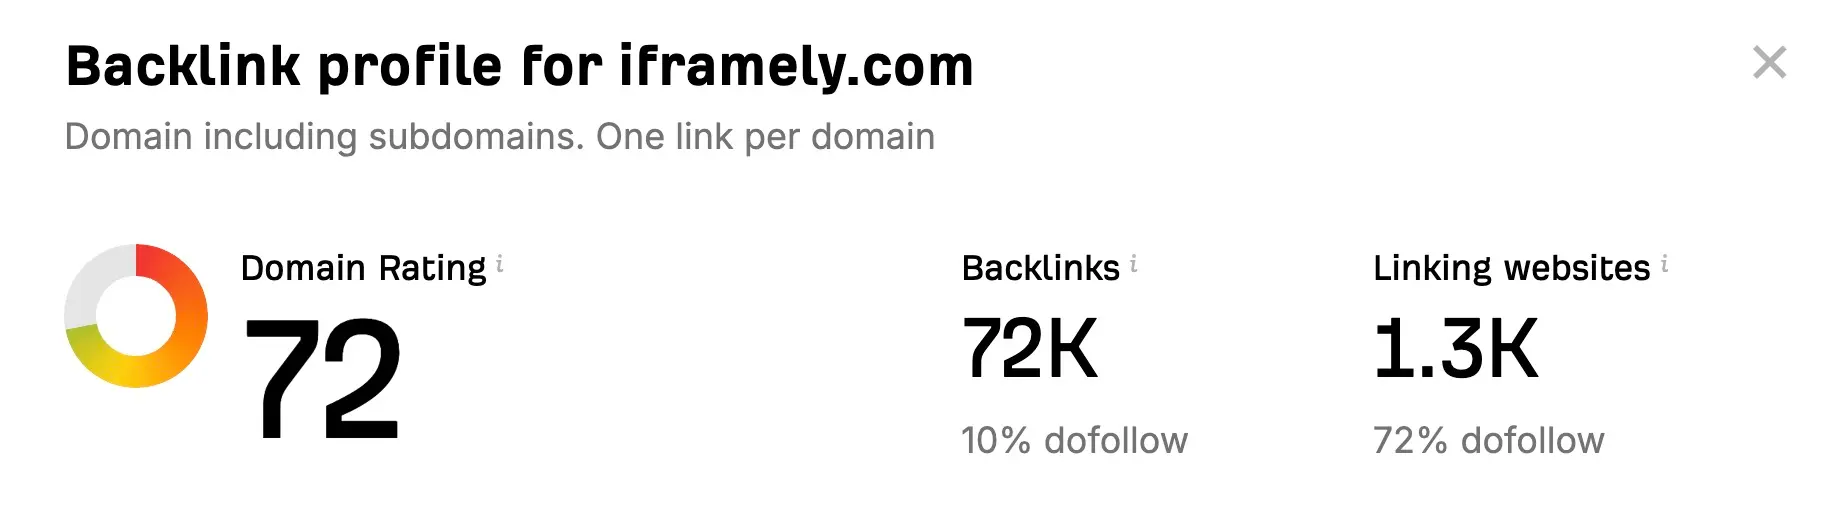 Backlink profile for iframely.com
Domain including subdomains. One link per domain
Domain Rating i
72
Backlinks i
72K
10% dofollow
Linking websites i
1.3K
72% dofollow